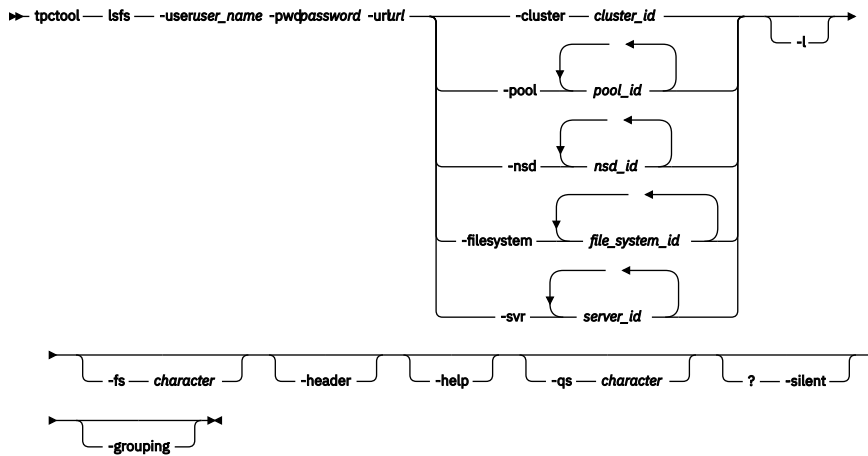 tpctool lsfs -user user_name -pwd password -url url -cluster cluster_id
-l
-pool pool_id
-nsd nsd_id
-filesystem file_system_id
-svr server_id
-fs character -header -help -qs character ? -silent
-grouping